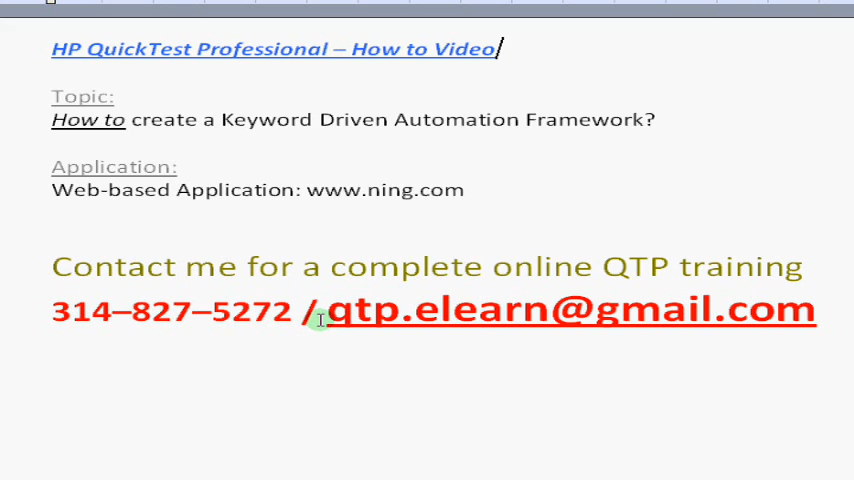 HP QuickTest Professional – How to Video
Topic:
How to create a Keyword Driven Automation Framework?
Application:
Web-based Application: www.ning.com
Contact me for a complete online QTP training
314–827–5272 / qtp.elearn@gmail.com